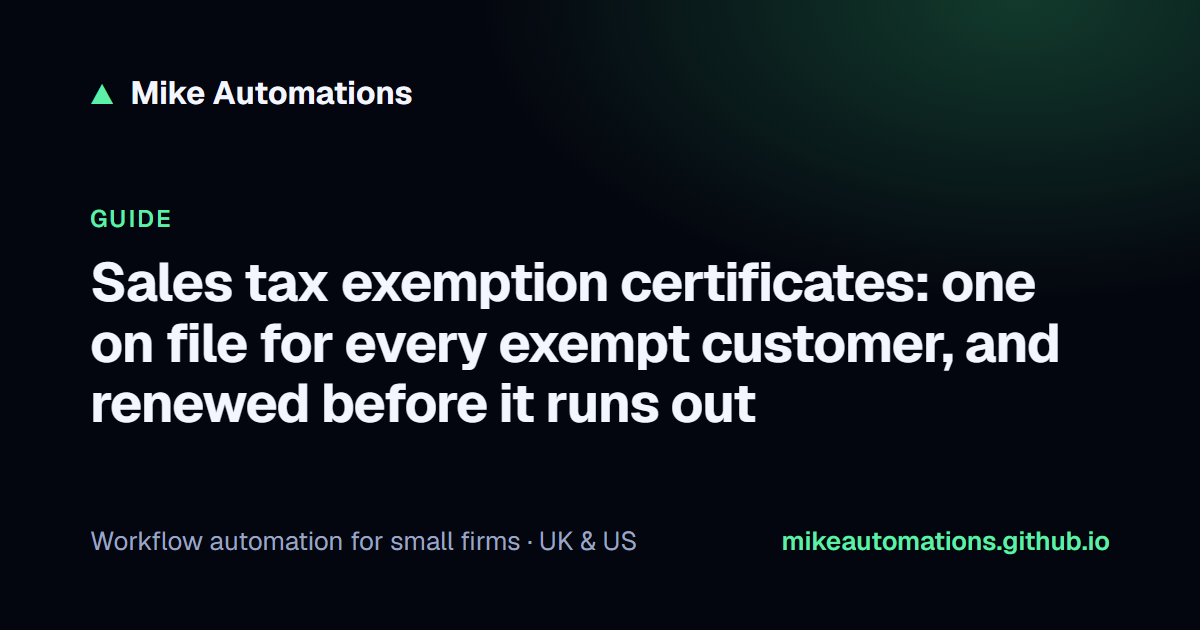 Mike Automations
GUIDE
Sales tax exemption certificates: one
on file for every exempt customer, and
renewed before it runs out
Workflow automation for small firms · UK & US
mikeautomations.github.io